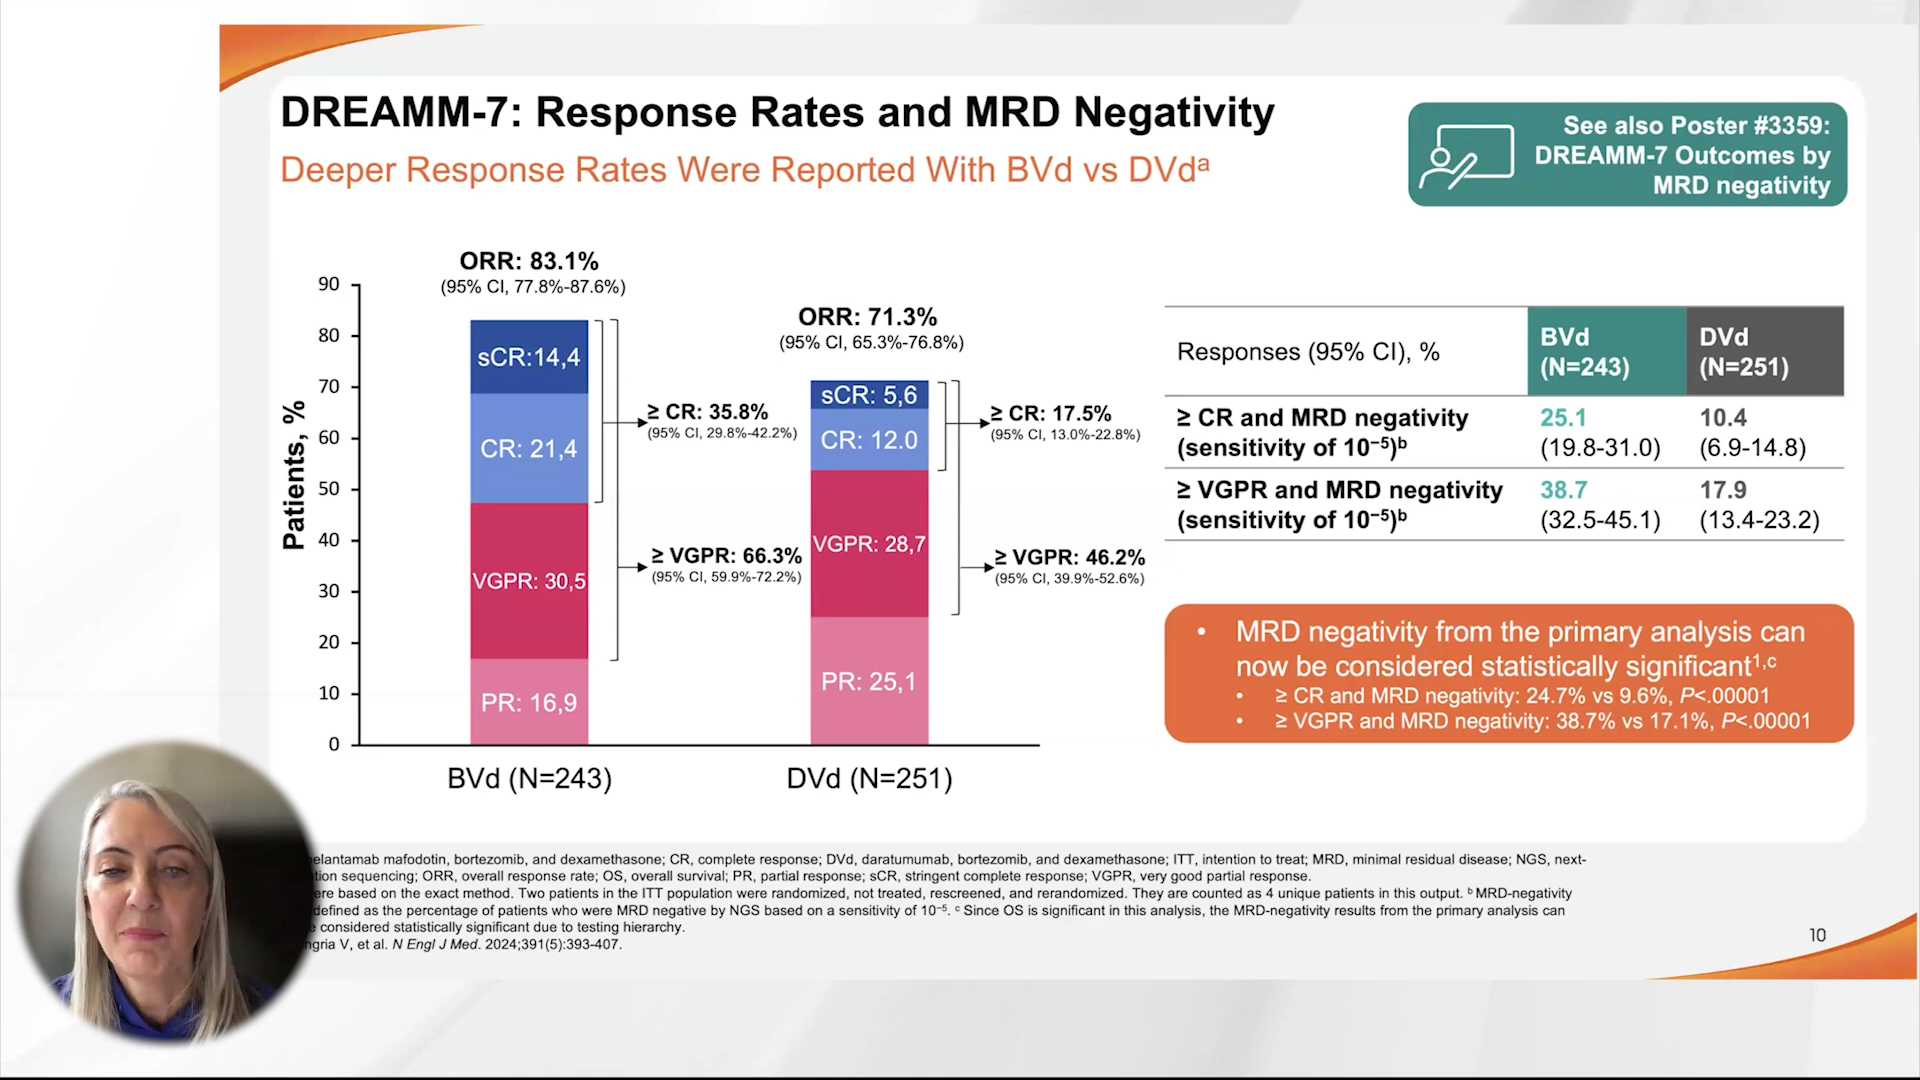 DREAMM-7: Response Rates and MRD Negativity
Deeper Response Rates Were Reported With BVd vs DVdᵃ
See also Poster #3359:
DREAMM-7 Outcomes by
MRD negativity
Patients, %
90
80
70
60
50
40
30
20
10
0
ORR: 83.1%
(95% CI, 77.8%-87.6%)
sCR:14,4
CR: 21,4
VGPR: 30,5
PR: 16,9
≥ CR: 35.8%
(95% CI, 29.8%-42.2%)
≥ VGPR: 66.3%
(95% CI, 59.9%-72.2%)
BVd (N=243)
ORR: 71.3%
(95% CI, 65.3%-76.8%)
sCR: 5,6
CR: 12.0
VGPR: 28,7
PR: 25,1
≥ CR: 17.5%
(95% CI, 13.0%-22.8%)
≥ VGPR: 46.2%
(95% CI, 39.9%-52.6%)
DVd (N=251)
Responses (95% CI), %
BVd
(N=243)
DVd
(N=251)
≥ CR and MRD negativity
(sensitivity of 10⁻⁵)ᵇ
25.1
(19.8-31.0)
10.4
(6.9-14.8)
≥ VGPR and MRD negativity
(sensitivity of 10⁻⁵)ᵇ
38.7
(32.5-45.1)
17.9
(13.4-23.2)
• MRD negativity from the primary analysis can
now be considered statistically significant¹,ᶜ
• ≥ CR and MRD negativity: 24.7% vs 9.6%, P<.00001
• ≥ VGPR and MRD negativity: 38.7% vs 17.1%, P<.00001
belantamab mafodotin, bortezomib, and dexamethasone; CR, complete response; DVd, daratumumab, bortezomib, and dexamethasone; ITT, intention to treat; MRD, minimal residual disease; NGS, next-
sequencing; ORR, overall response rate; OS, overall survival; PR, partial response; sCR, stringent complete response; VGPR, very good partial response.
based on the exact method. Two patients in the ITT population were randomized, not treated, rescreened, and rerandomized. They are counted as 4 unique patients in this output. ᵇ MRD-negativity
defined as the percentage of patients who were MRD negative by NGS based on a sensitivity of 10⁻⁵. ᶜ Since OS is significant in this analysis, the MRD-negativity results from the primary analysis can
considered statistically significant due to testing hierarchy.
V, et al. N Engl J Med. 2024;391(5):393-407.
10